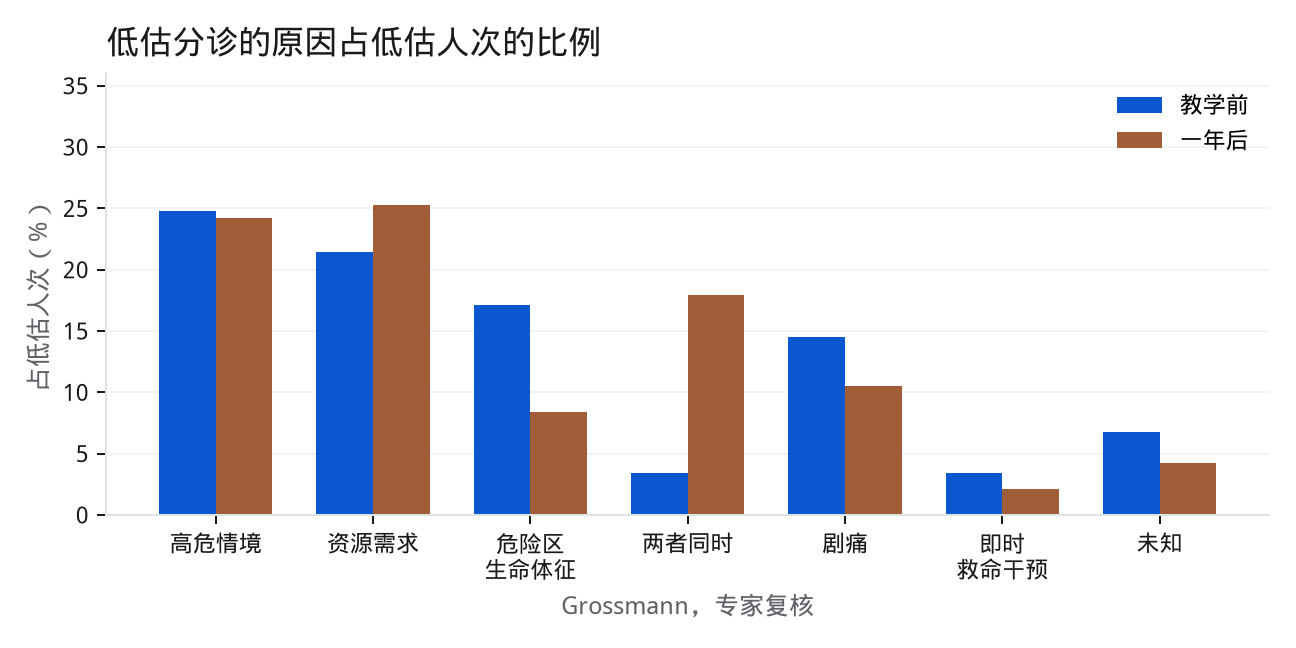 低估分诊的原因占低估人次的比例
教学前
一年后
占低估人次（%）
35
30
25
20
15
10
5
0
高危情境
资源需求
危险区
生命体征
两者同时
剧痛
即时
救命干预
未知
Grossmann，专家复核